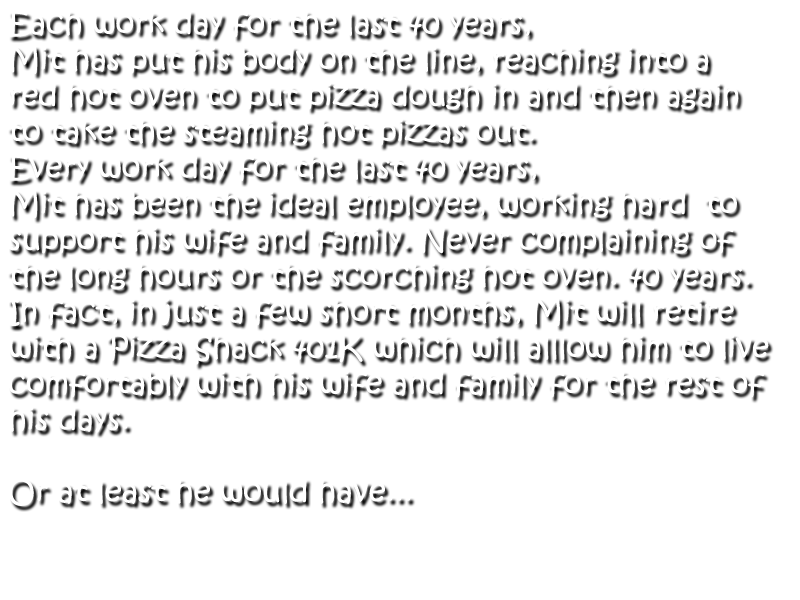 Each work day for the last 40 years,
Mit has put his body on the line, reaching into a
red hot oven to put pizza dough in and then again
to take the steaming hot pizzas out.
Every work day for the last 40 years,
Mit has been the ideal employee, working hard  to
support his wife and family. Never complaining of
the long hours or the scorching hot oven. 40 years.
In fact, in just a few short months, Mit will retire
with a Pizza Shack 401K which will alllow him to live
comfortably with his wife and family for the rest of
his days.
Or at least he would have...